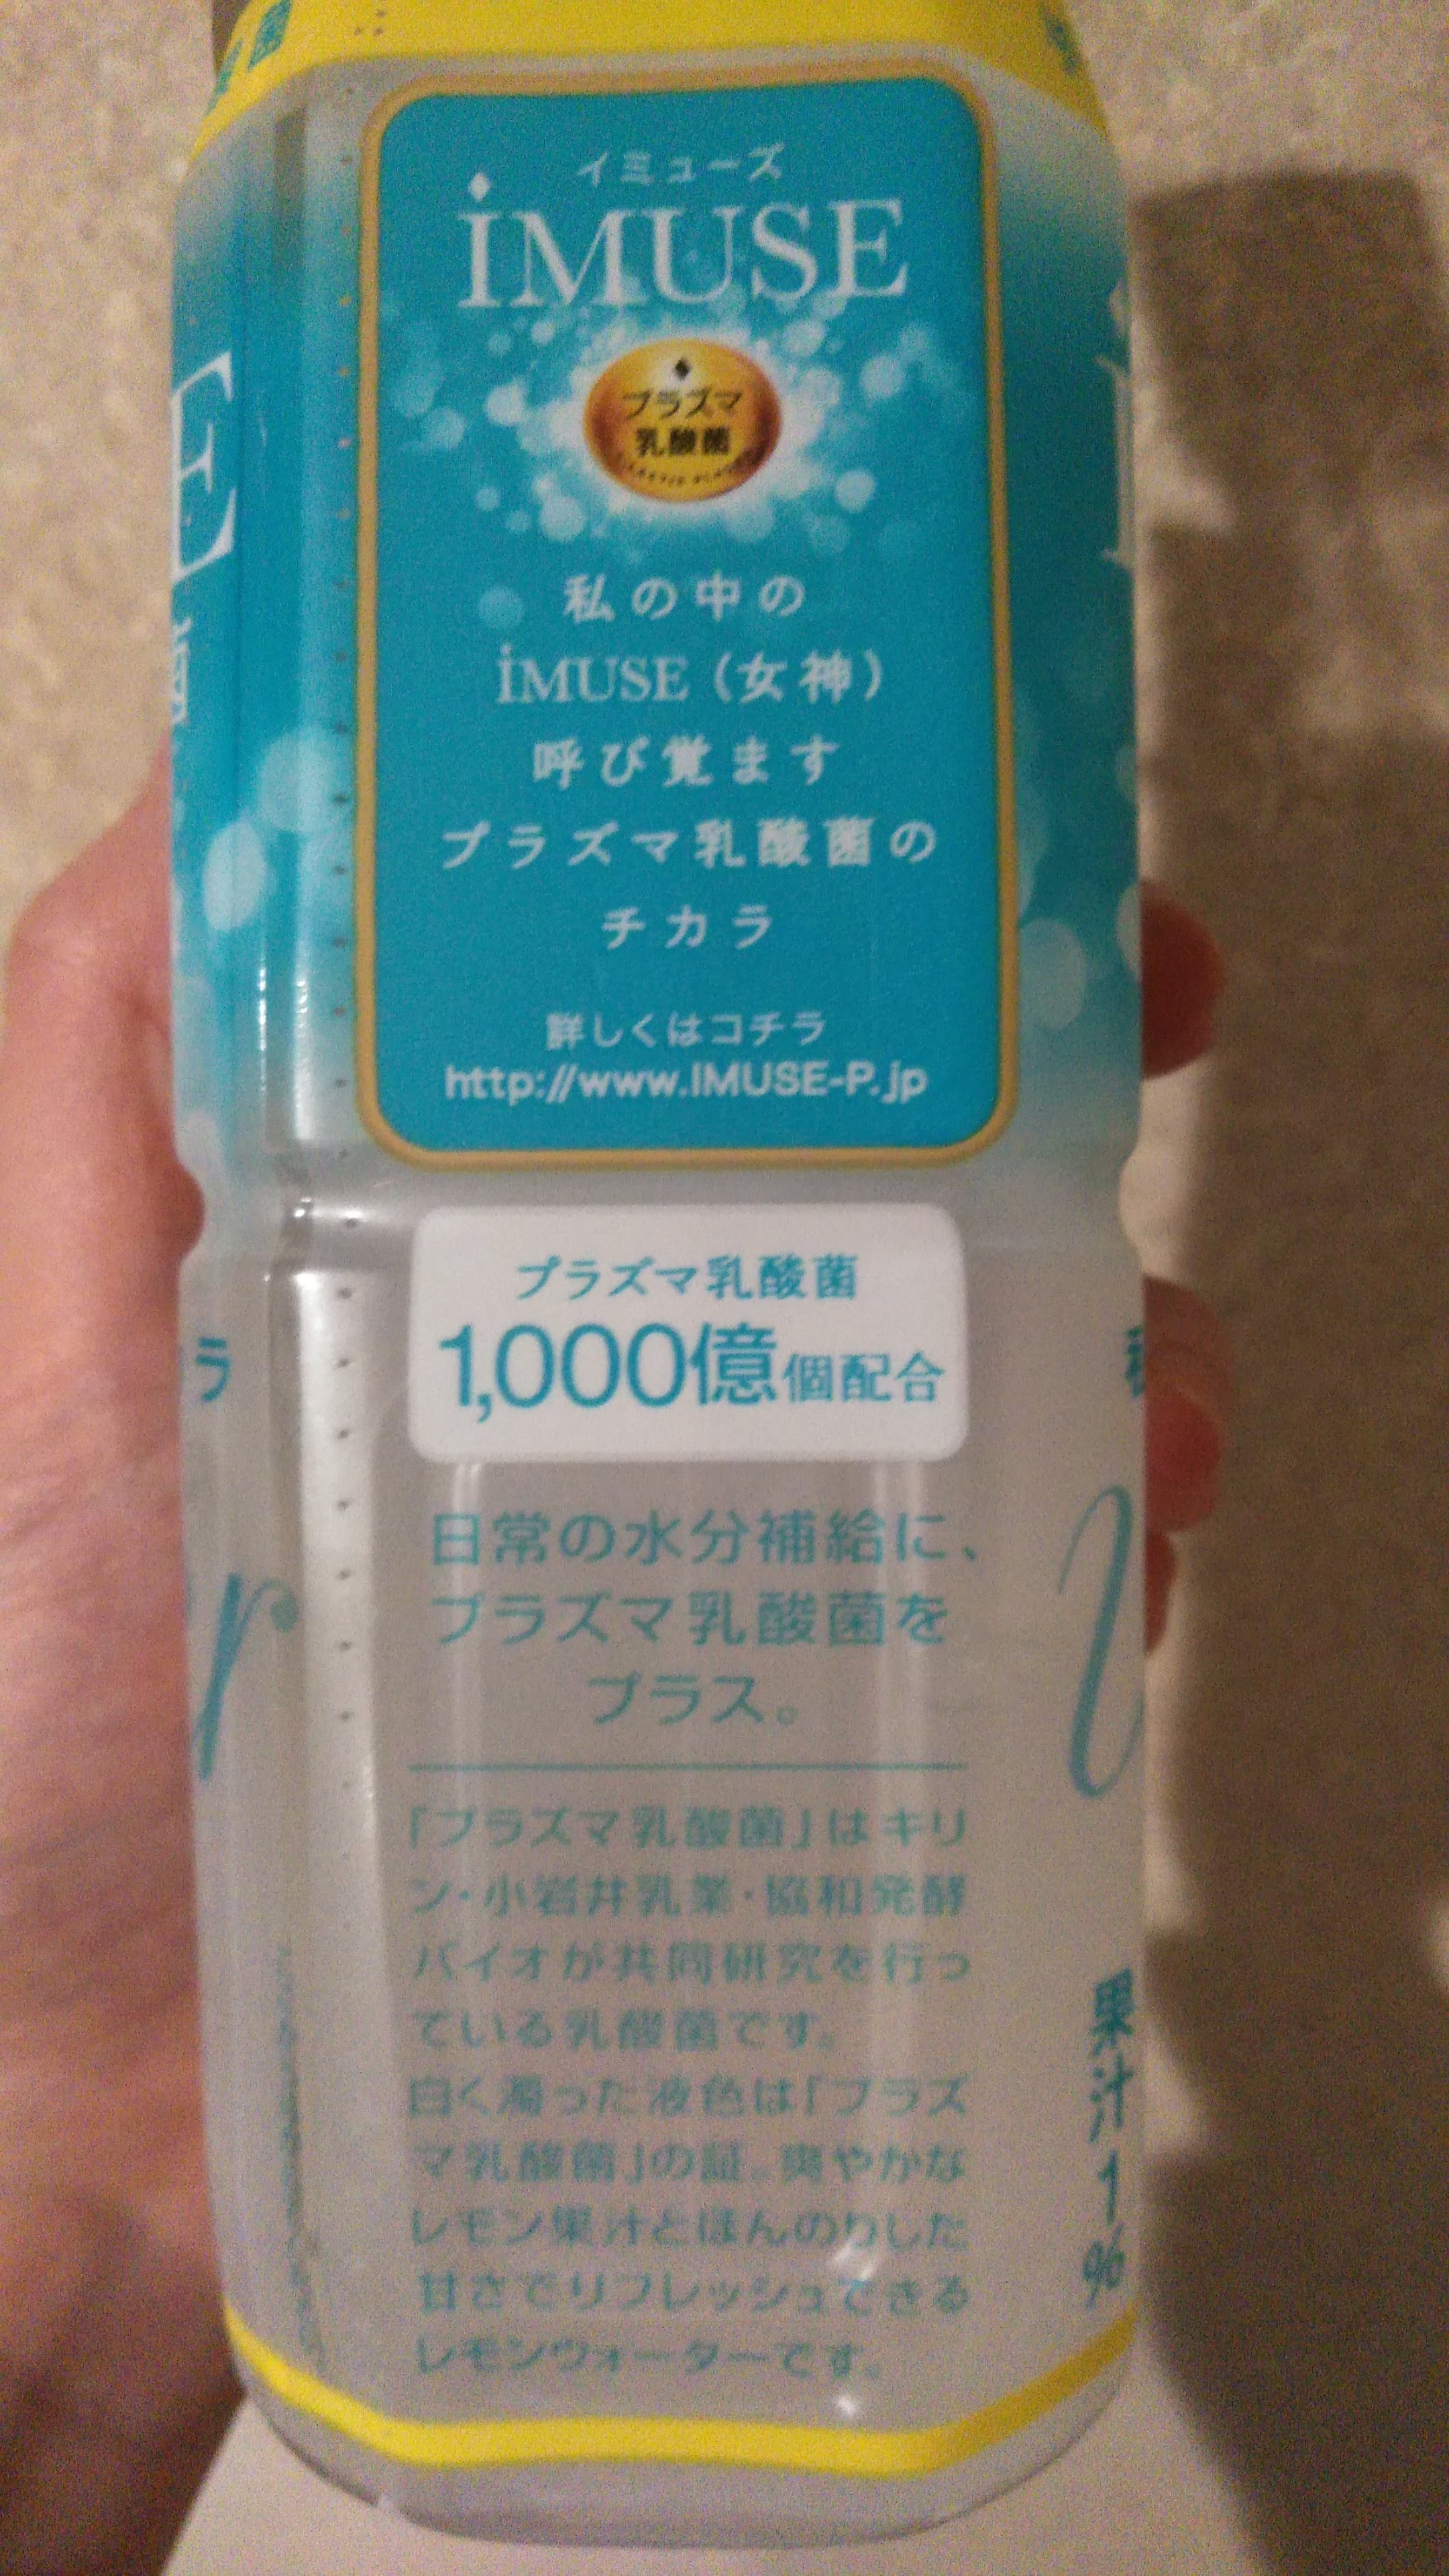 イミューズ
iMUSE
プラズマ
乳酸菌
私の中の
iMUSE（女神）
呼び覚ます
プラズマ乳酸菌の
チカラ
詳しくはコチラ
http://www.IMUSE-P.jp
プラズマ乳酸菌
1,000億個配合
日常の水分補給に、
プラズマ乳酸菌を
プラス。
「プラズマ乳酸菌」はキリ
ン・小岩井乳業・協和発酵
バイオが共同研究を行っ
ている乳酸菌です。
白く濁った液色は「プラズ
マ乳酸菌」の証。爽やかな
レモン果汁とほんのりした
甘さでリフレッシュできる
レモンウォーターです。
果汁1%
E
ラ
r